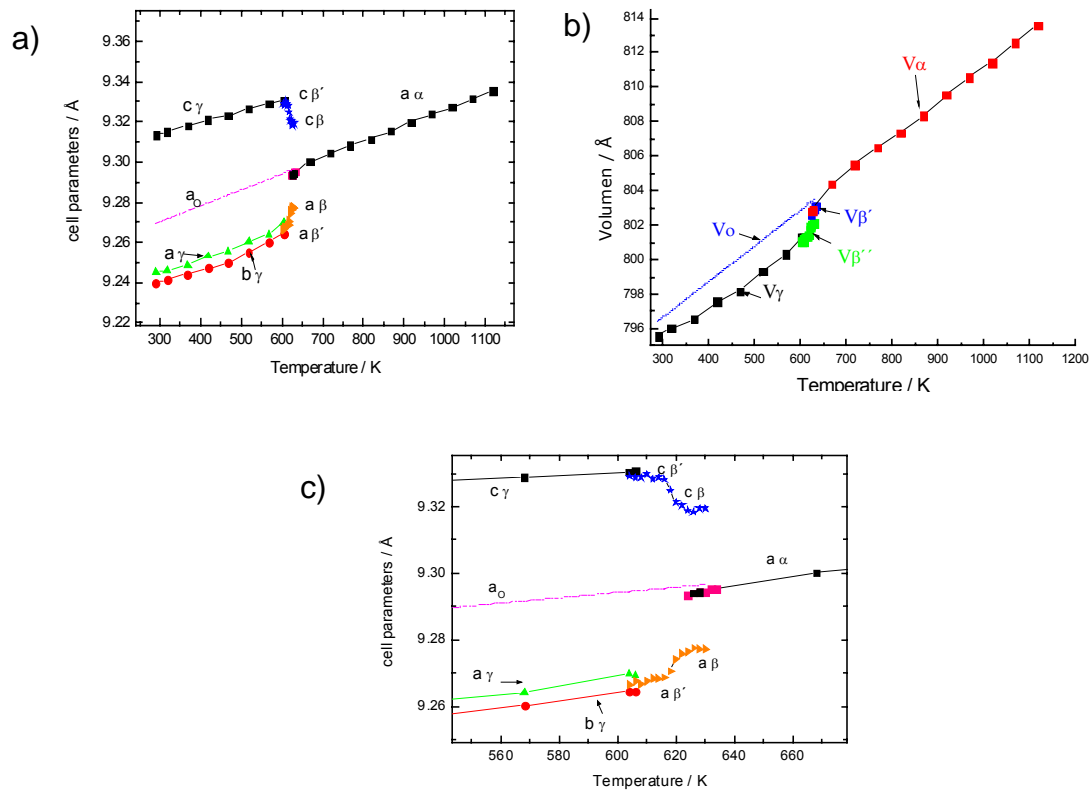 a)
9.36
9.34
9.32
9.30
9.28
9.26
9.24
9.22
cell parameters / Å
c γ
c β´
c β
a α
a₀
a β
a β´
a γ
b γ
300 400 500 600 700 800 900 1000 1100
Temperature / K
b)
814
812
810
808
806
804
802
800
798
796
Volumen / Å
Vα
Vβ´
Vo
Vβ´´
Vγ
300 400 500 600 700 800 900 1000 1100 1200
Temperature / K
c)
9.32
9.30
9.28
9.26
cell parameters / Å
c β´
c γ
c β
a α
a₀
a β
a γ
a β´
b γ
560 580 600 620 640 660
Temperature / K